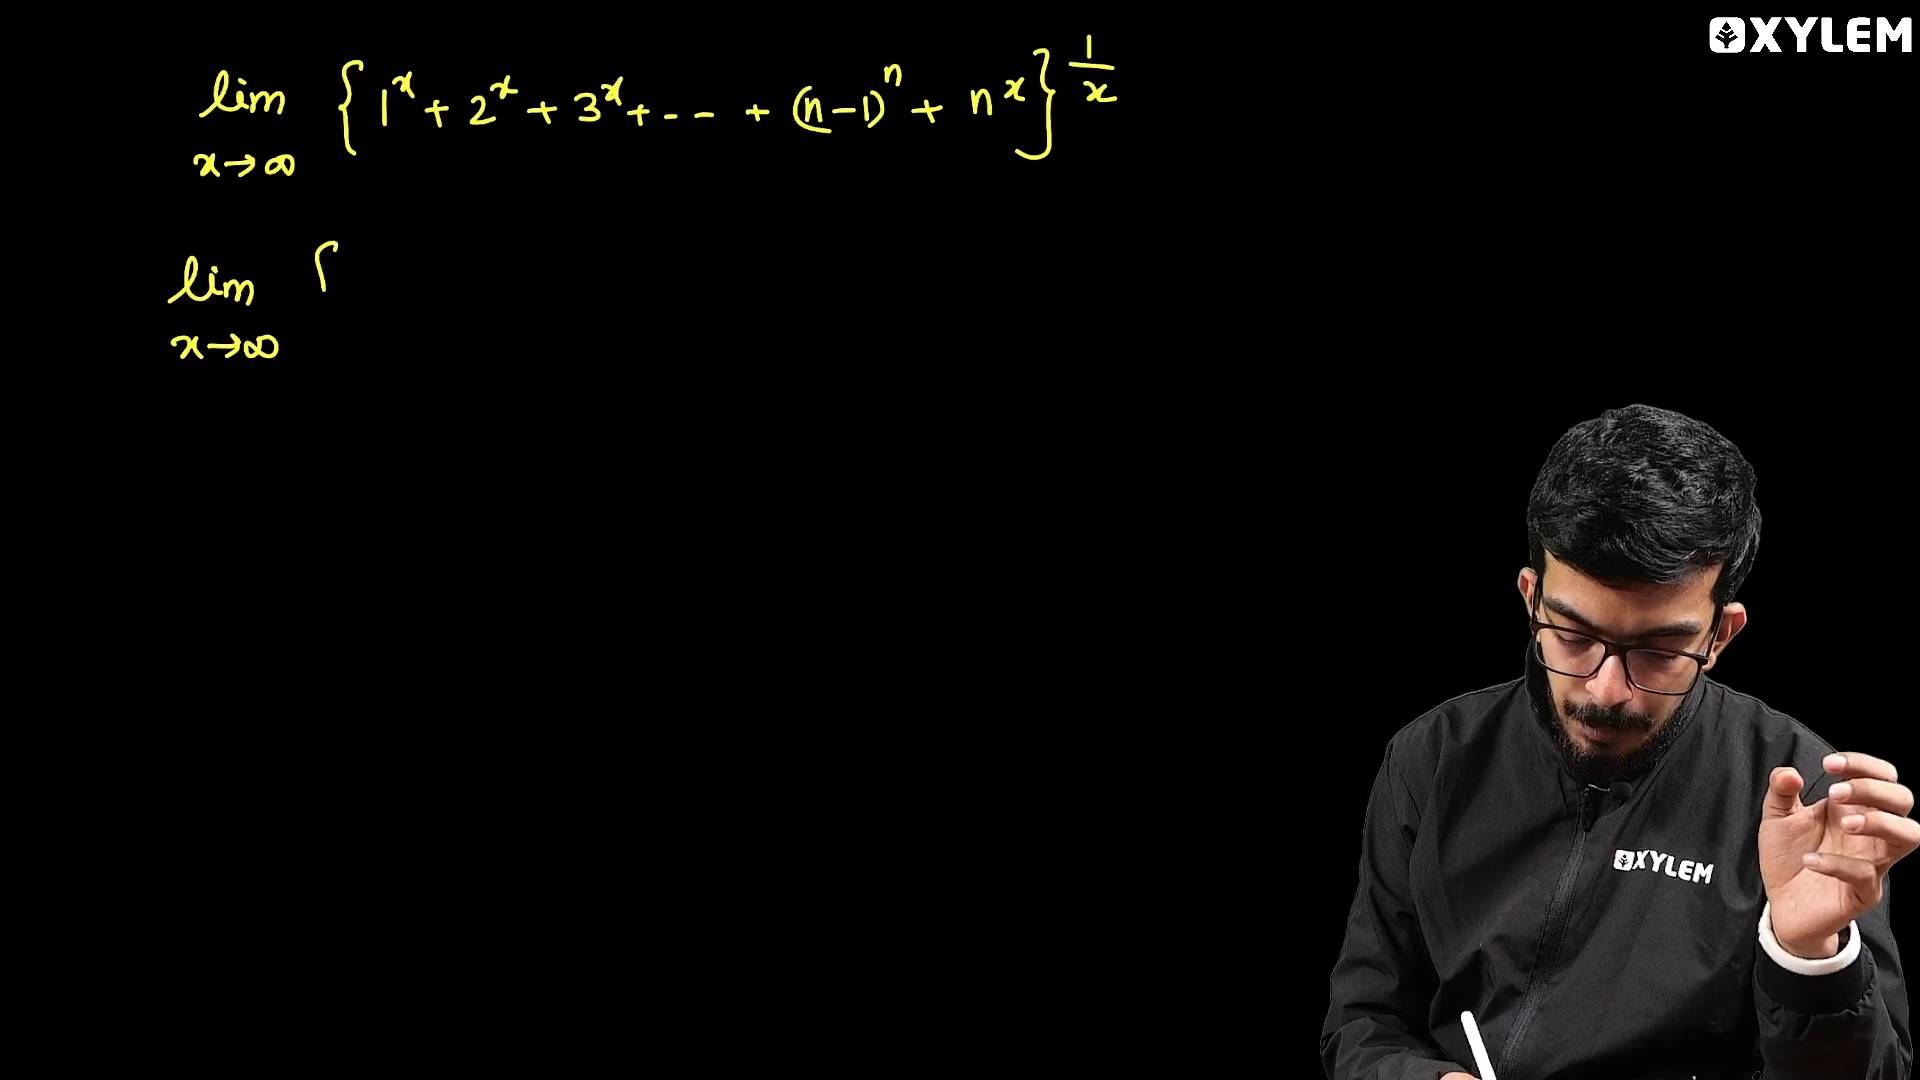 XYLEM
lim { 1^x + 2^x + 3^x + -- + (n-1)^n + n^x }^1/x
x→∞
lim {
x→∞
XYLEM